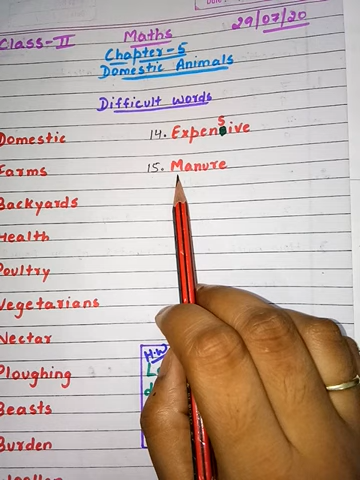 Class-II Maths 29/07/20
Chapter-5
Domestic Animals
Difficult words
Domestic
Farms
Backyards
Health
Poultry
Vegetarians
Nectar
Ploughing
Beasts
Burden
14. Expensive
15. Manure
H.W